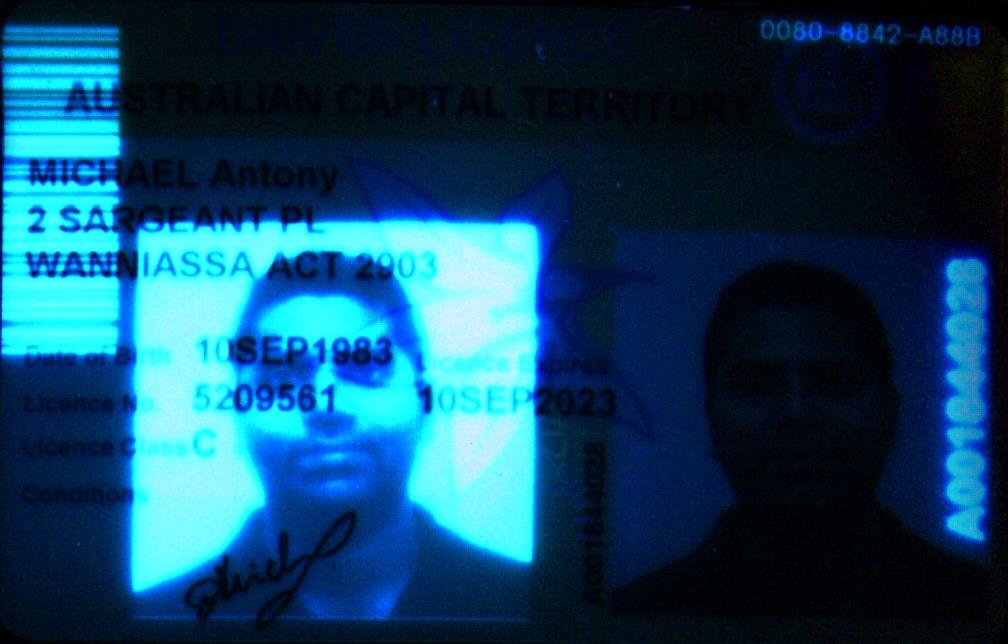 0080-8842-A88B
DRIVER LICENCE
AUSTRALIAN CAPITAL TERRITORY
MICHAEL Antony
2 SARGEANT PL
WANNIASSA ACT 2903
Date of Birth 10SEP1983 Licence Expires
Licence No. 5209561 10SEP2023
Licence Class C
Conditions
A001844028
A001844028